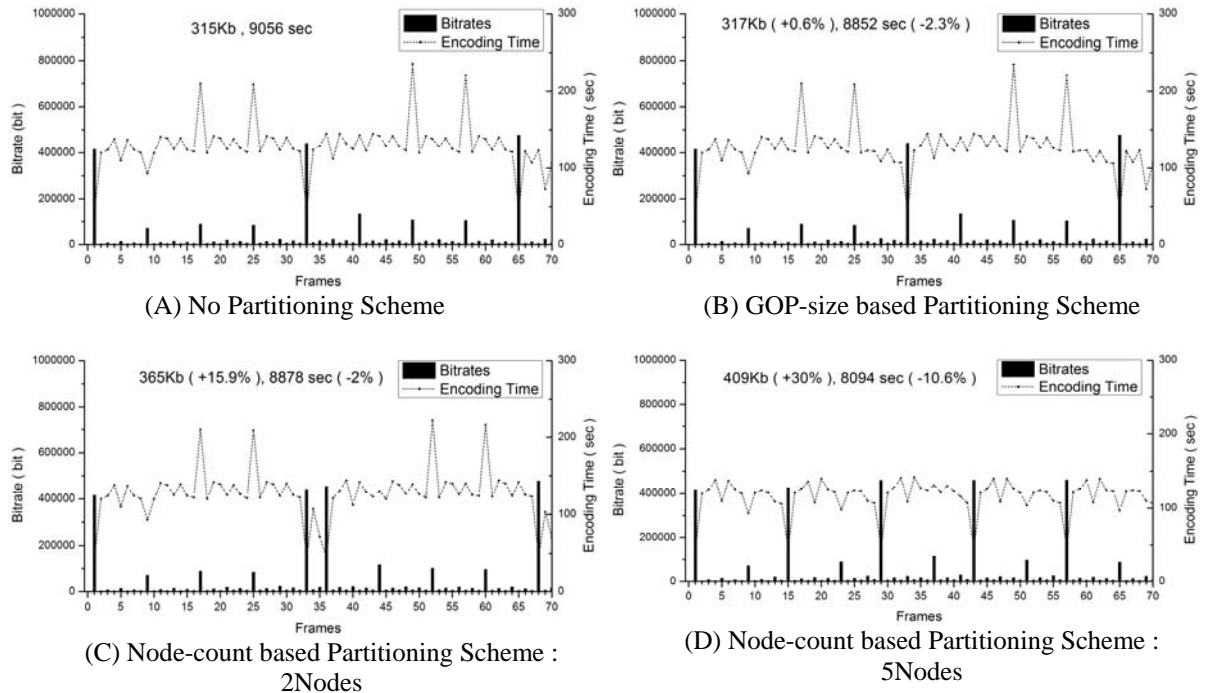 315Kb , 9056 sec
Bitrates
Encoding Time
1000000
800000
600000
400000
200000
0
300
200
100
0
Bitrate (bit)
Encoding Time ( sec )
0 5 10 15 20 25 30 35 40 45 50 55 60 65 70
Frames
(A) No Partitioning Scheme
317Kb ( +0.6% ), 8852 sec ( -2.3% )
Bitrates
Encoding Time
1000000
800000
600000
400000
200000
0
300
200
100
0
Bitrate ( bit )
Encoding Time ( sec )
0 5 10 15 20 25 30 35 40 45 50 55 60 65 70
Frames
(B) GOP-size based Partitioning Scheme
365Kb ( +15.9% ), 8878 sec ( -2% )
Bitrates
Encoding Time
1000000
800000
600000
400000
200000
0
300
200
100
0
Bitrate ( bit )
Encoding Time ( sec )
0 5 10 15 20 25 30 35 40 45 50 55 60 65 70
Frames
(C) Node-count based Partitioning Scheme :
2Nodes
409Kb ( +30% ), 8094 sec ( -10.6% )
Bitrates
Encoding Time
1000000
800000
600000
400000
200000
0
300
200
100
0
Bitrate ( bit )
Encoding Time ( sec )
0 5 10 15 20 25 30 35 40 45 50 55 60 65 70
Frames
(D) Node-count based Partitioning Scheme :
5Nodes